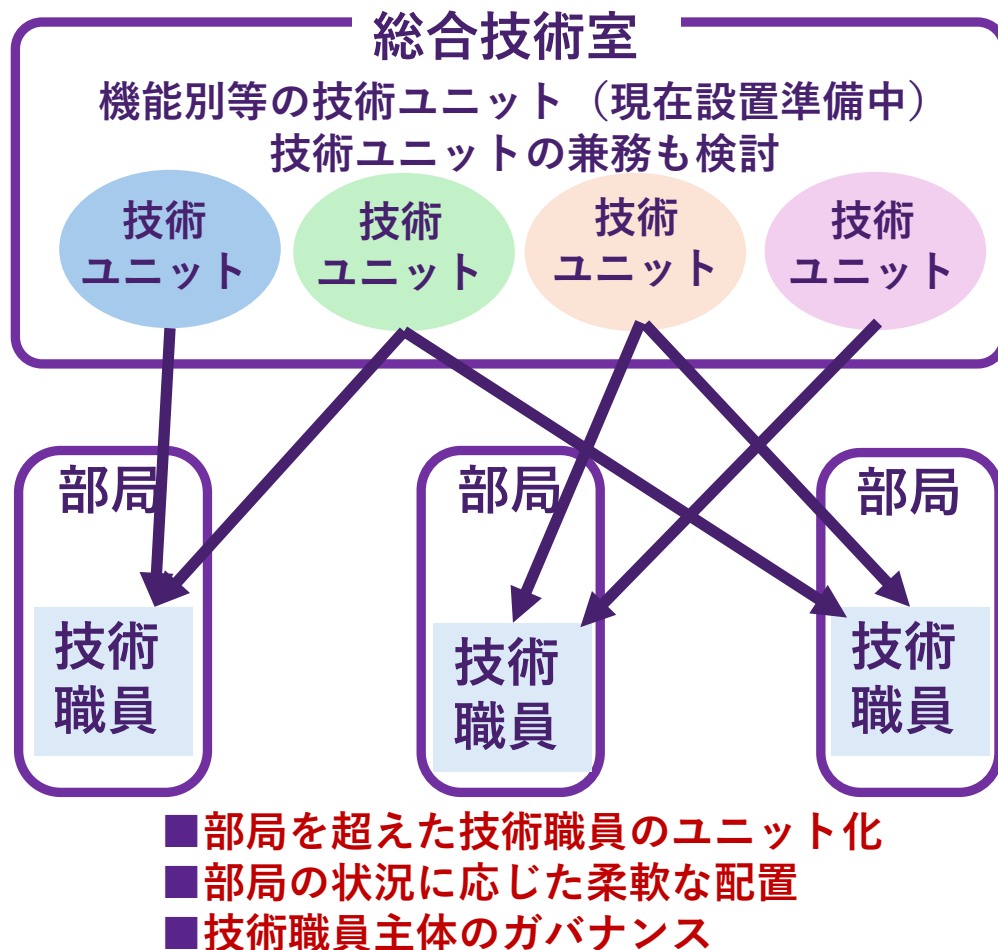 総合技術室
機能別等の技術ユニット（現在設置準備中）
技術ユニットの兼務も検討
技術
ユニット
技術
ユニット
技術
ユニット
技術
ユニット
部局
部局
部局
技術
職員
技術
職員
技術
職員
■部局を超えた技術職員のユニット化
■部局の状況に応じた柔軟な配置
■技術職員主体のガバナンス